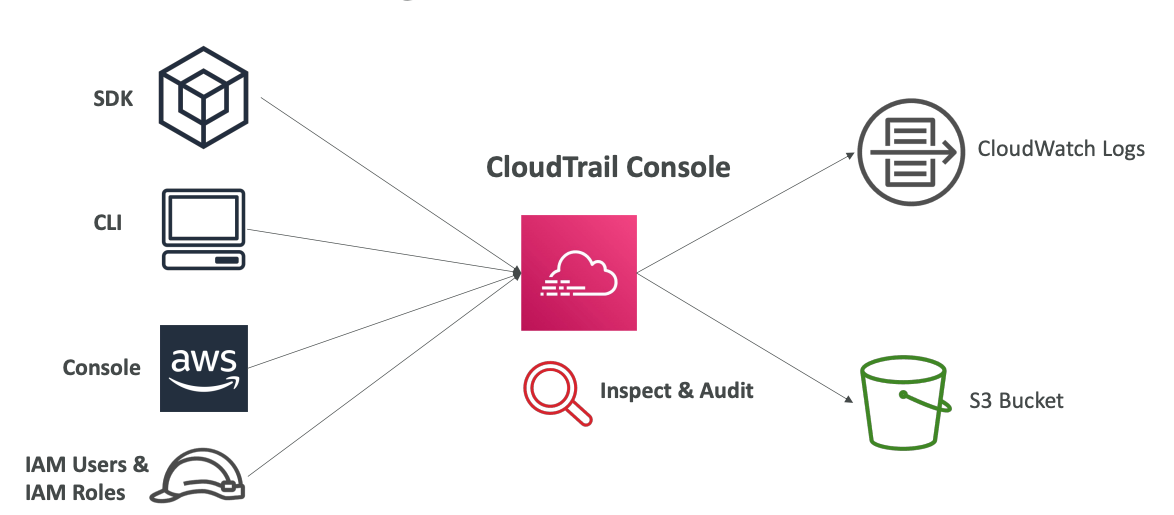 SDK
CloudTrail Console
CloudWatch Logs
CLI
Console
aws
Inspect & Audit
S3 Bucket
IAM Users &
IAM Roles